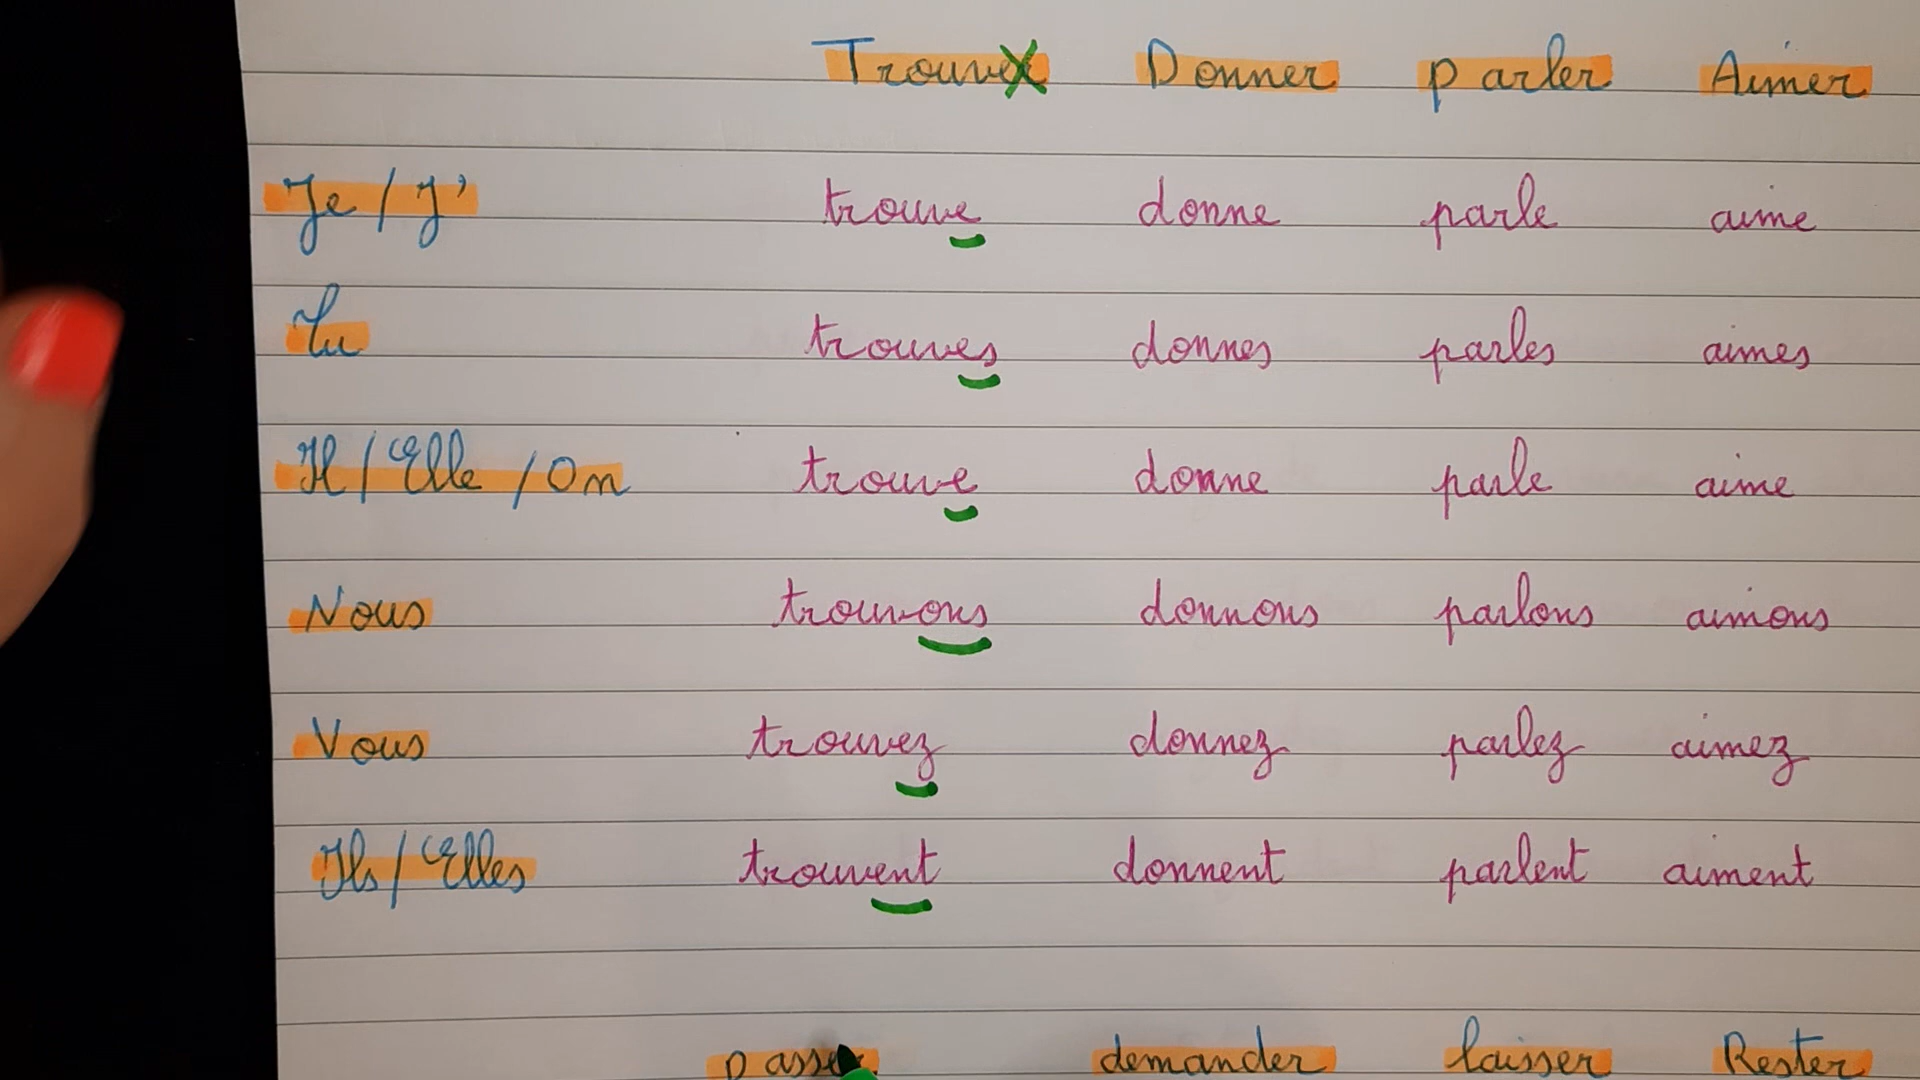 Trouver Donner parler Aimer
Je / J' trouve donne parle aime
Tu trouves donnes parles aimes
Il / Elle / On trouve donne parle aime
Nous trouvons donnons parlons aimons
Vous trouvez donnez parlez aimez
Ils / Elles trouvent donnent parlent aiment
demander laisser Rester